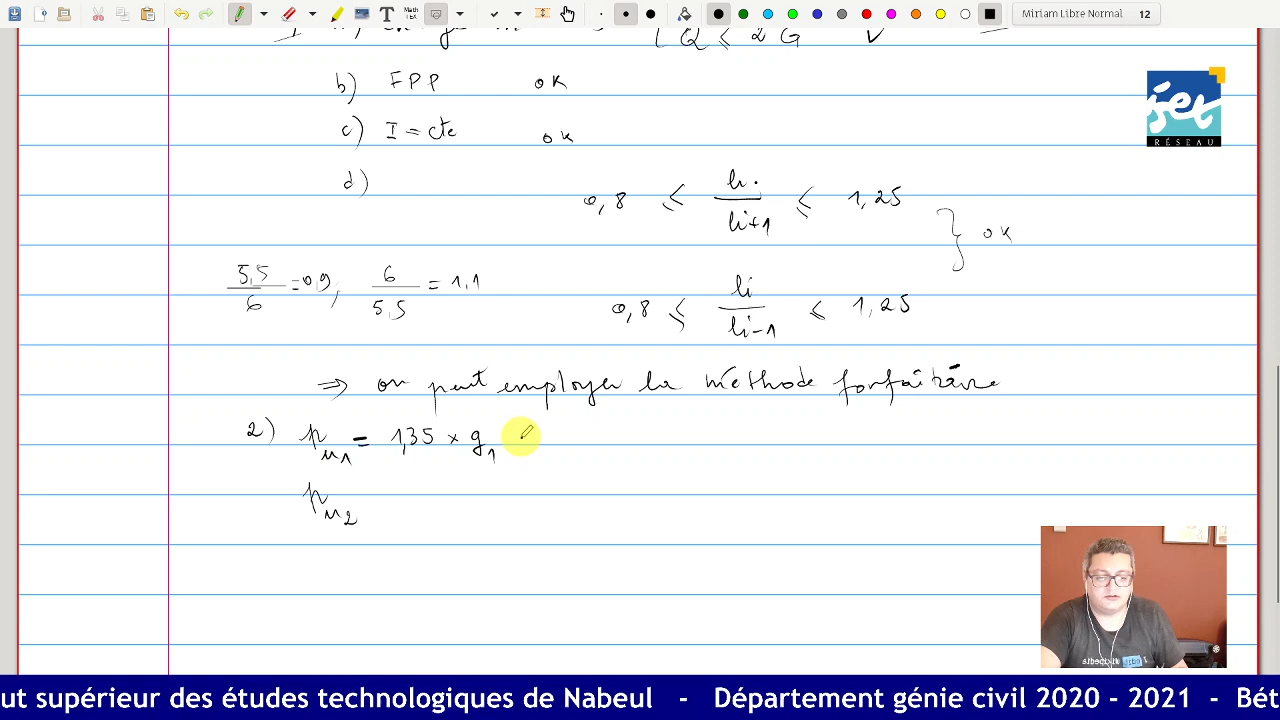 Miriam Libre Normal 12
Q ≤ 2 G
b) FPP ok
c) I = cte ok
d) 0,8 ≤ li / li+1 ≤ 1,25
} ok
5,5 / 6 = 0,9 ; 6 / 5,5 = 1,1 0,8 ≤ li / li-1 ≤ 1,25
⇒ on peut employer la méthode forfaitaire
2) pu1 = 1,35 × g1
pu2
iset
RÉSEAU
ut supérieur des études technologiques de Nabeul - Département génie civil 2020 - 2021 - Bét